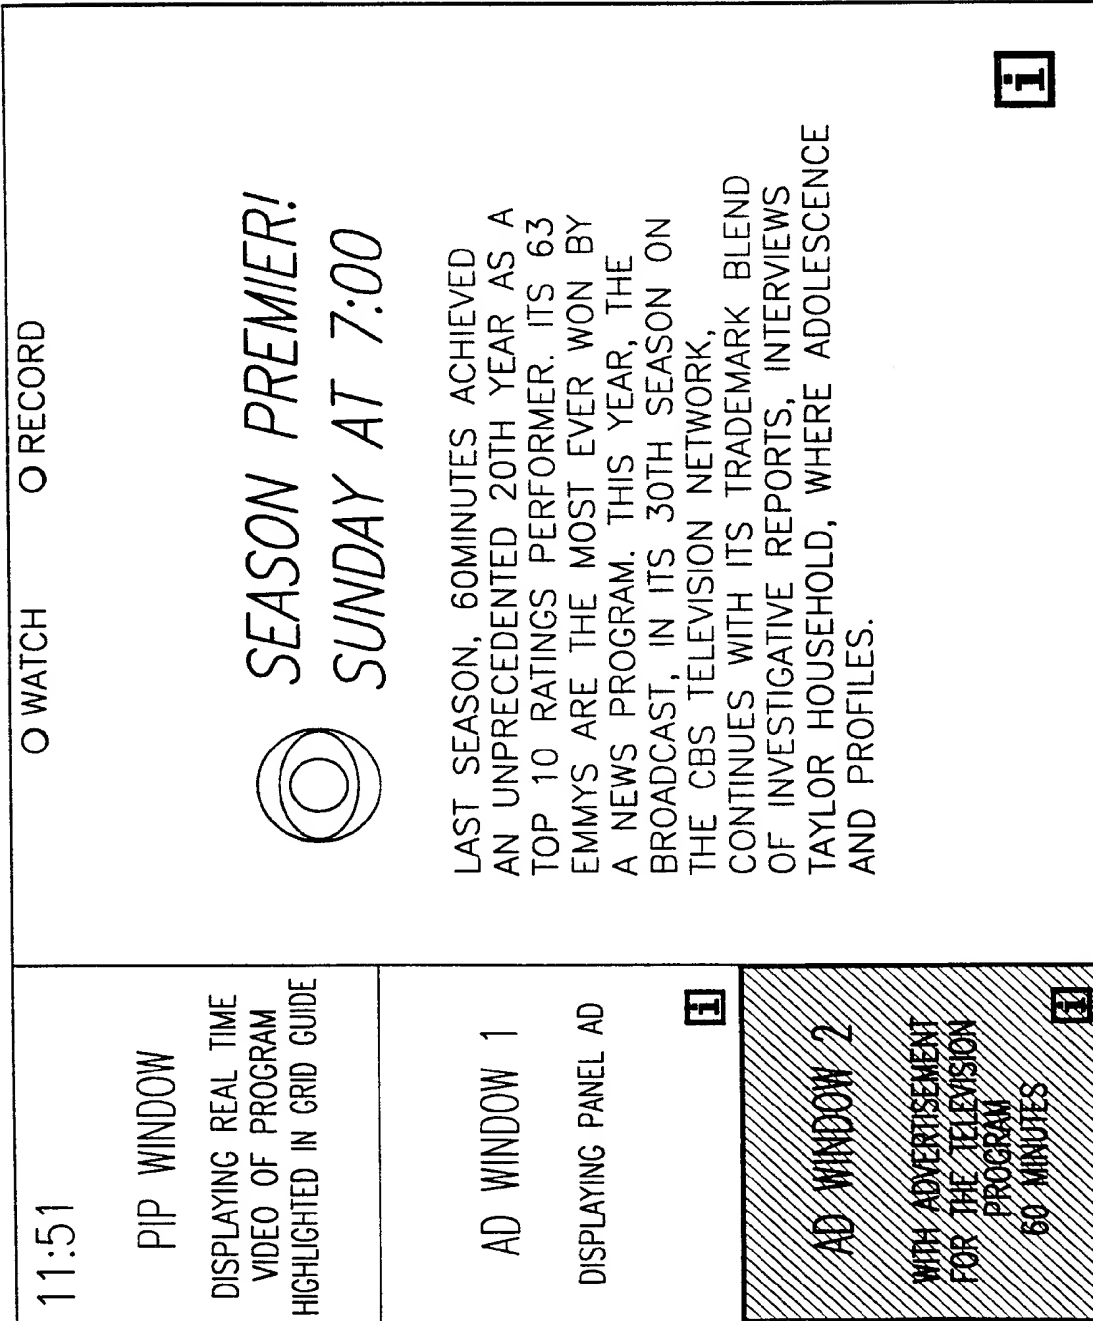 11:51
PIP WINDOW
DISPLAYING REAL TIME
VIDEO OF PROGRAM
HIGHLIGHTED IN GRID GUIDE
AD WINDOW 1
DISPLAYING PANEL AD
i
AD WINDOW 2
WITH ADVERTISEMENT
FOR THE TELEVISION
PROGRAM
60 MINUTES
i
O WATCH O RECORD
SEASON PREMIER!
SUNDAY AT 7:00
LAST SEASON, 60MINUTES ACHIEVED
AN UNPRECEDENTED 20TH YEAR AS A
TOP 10 RATINGS PERFORMER. ITS 63
EMMYS ARE THE MOST EVER WON BY
A NEWS PROGRAM. THIS YEAR, THE
BROADCAST, IN ITS 30TH SEASON ON
THE CBS TELEVISION NETWORK,
CONTINUES WITH ITS TRADEMARK BLEND
OF INVESTIGATIVE REPORTS, INTERVIEWS
TAYLOR HOUSEHOLD, WHERE ADOLESCENCE
AND PROFILES.
i